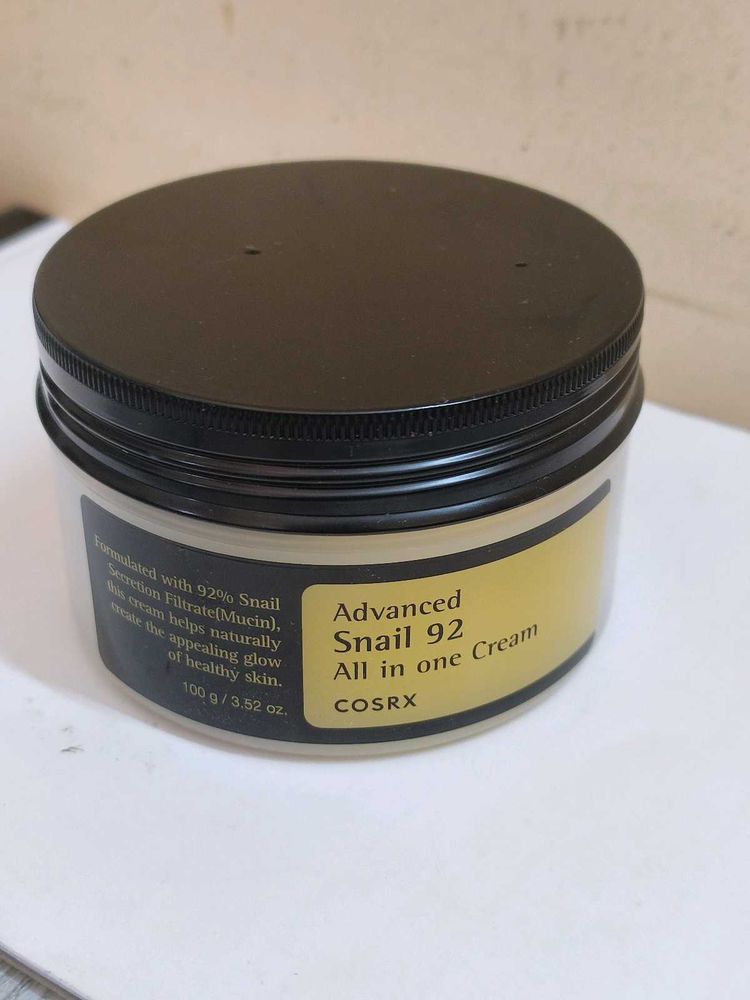 Formulated with 92% Snail
Secretion Filtrate(Mucin),
this cream helps naturally
create the appealing glow
of healthy skin.
100 g / 3.52 oz.
Advanced
Snail 92
All in one Cream
COSRX